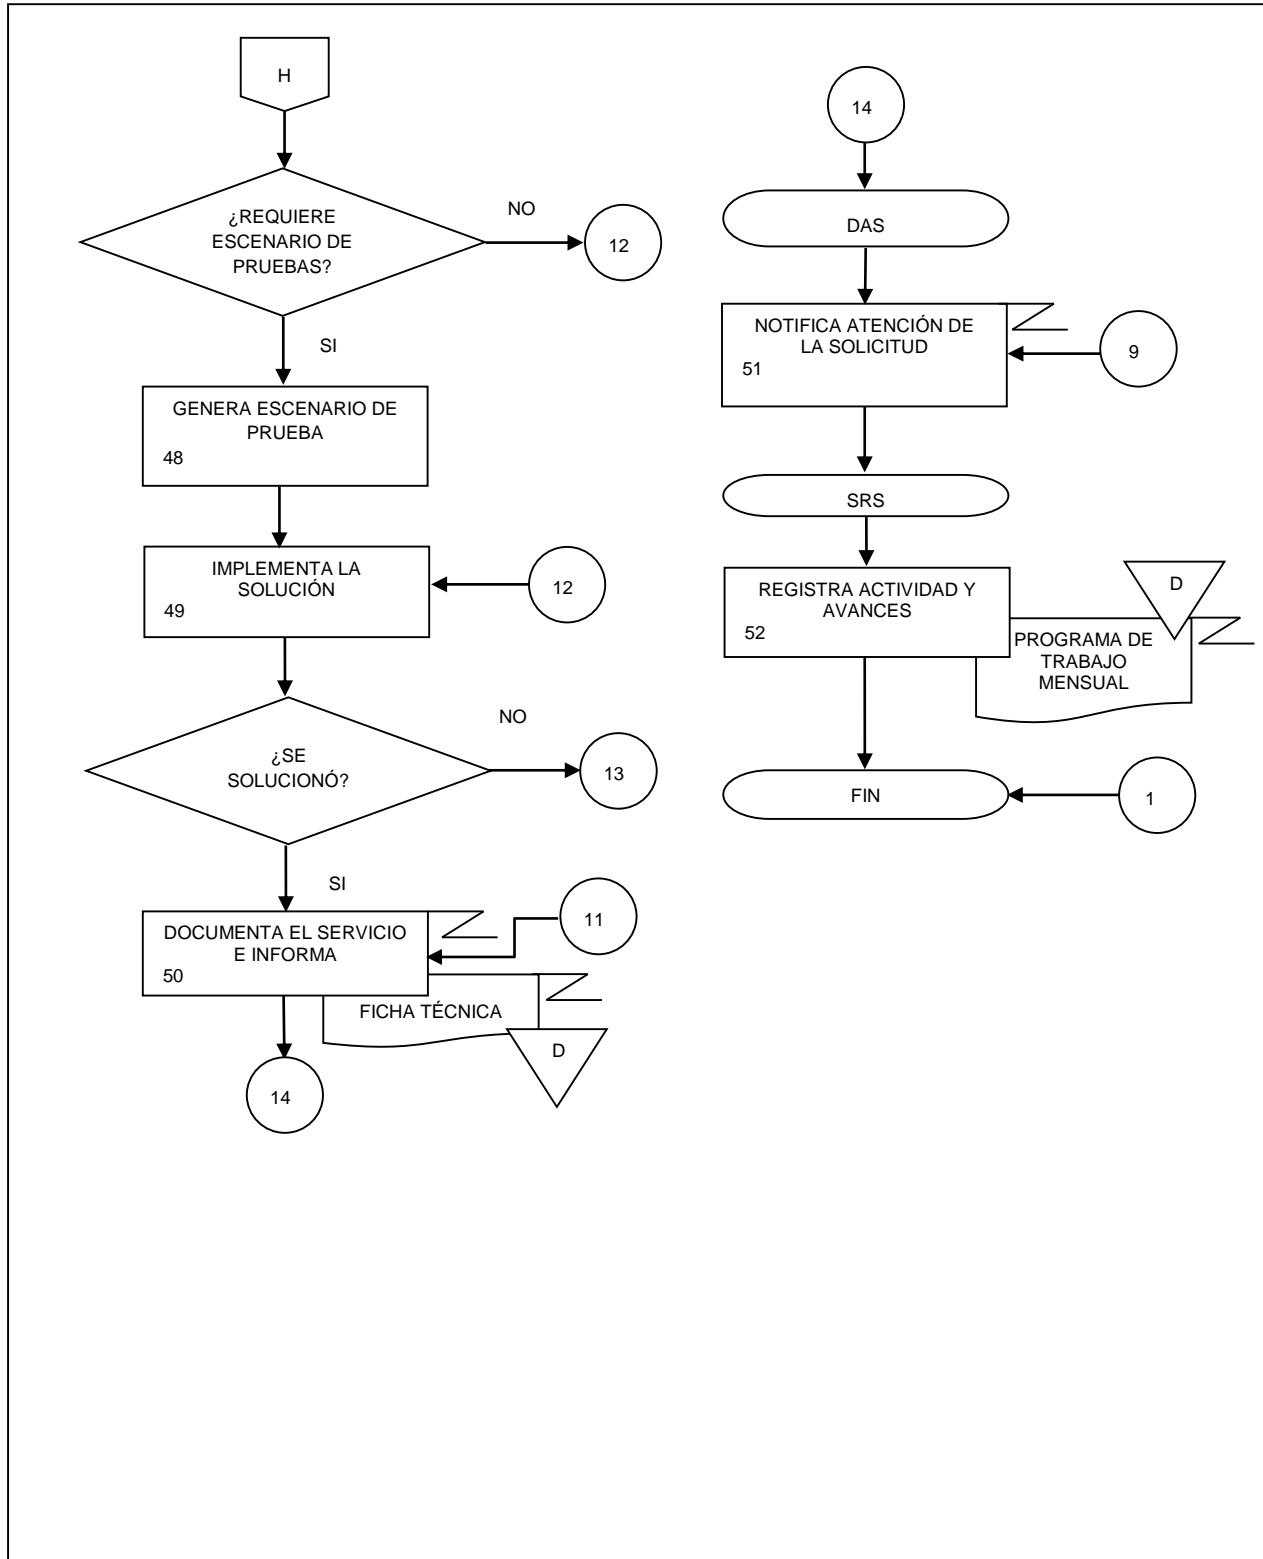 H
¿REQUIERE
ESCENARIO DE
PRUEBAS?
NO
12
SI
GENERA ESCENARIO DE
PRUEBA
48
IMPLEMENTA LA
SOLUCIÓN
49
12
¿SE
SOLUCIONÓ?
NO
13
SI
DOCUMENTA EL SERVICIO
E INFORMA
50
11
FICHA TÉCNICA
D
14
14
DAS
NOTIFICA ATENCIÓN DE
LA SOLICITUD
51
9
SRS
REGISTRA ACTIVIDAD Y
AVANCES
52
D
PROGRAMA DE
TRABAJO
MENSUAL
FIN
1